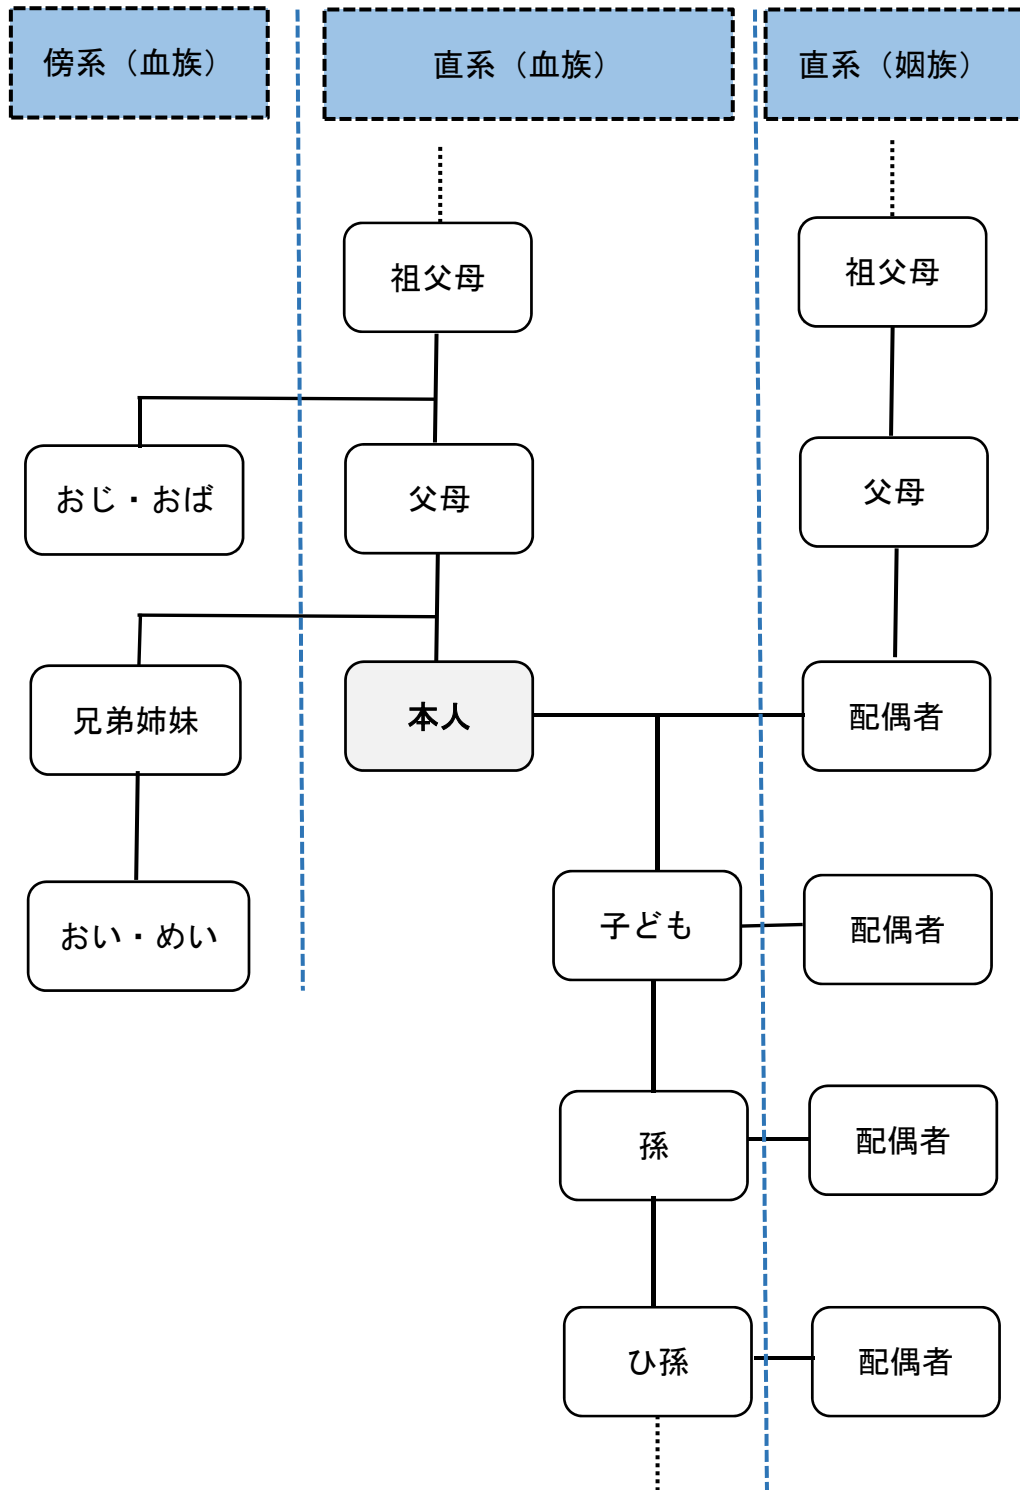 傍系（血族）
直系（血族）
直系（姻族）
祖父母
祖父母
おじ・おば
父母
父母
兄弟姉妹
本人
配偶者
おい・めい
子ども
配偶者
孫
配偶者
ひ孫
配偶者